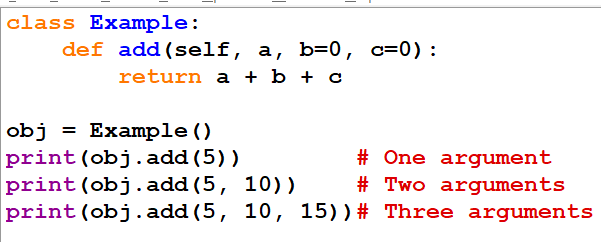 class Example:
    def add(self, a, b=0, c=0):
        return a + b + c

obj = Example()
print(obj.add(5))        # One argument
print(obj.add(5, 10))    # Two arguments
print(obj.add(5, 10, 15))# Three arguments